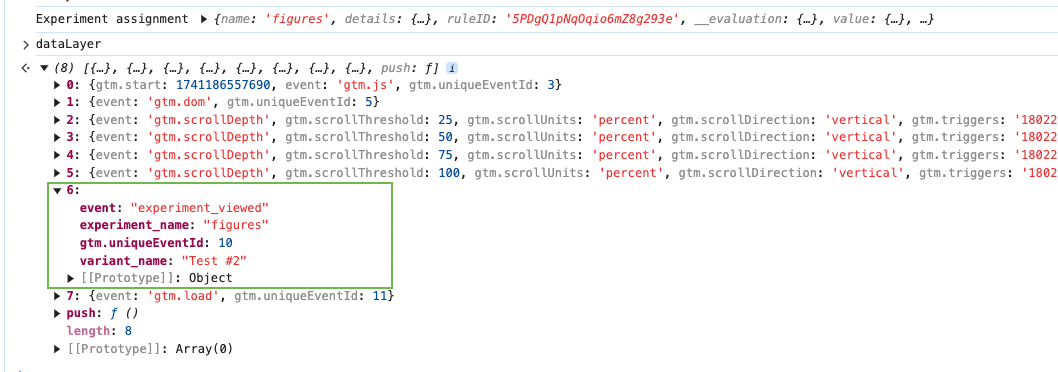 Experiment assignment ▶ {name: 'figures', details: {…}, ruleID: '5PDgQ1pNqOqio6mZ8g293e', __evaluation: {…}, value: {…}, …}
> dataLayer
▼ (8) [{…}, {…}, {…}, {…}, {…}, {…}, {…}, {…}, push: ƒ] i
▶ 0: {gtm.start: 1741186557690, event: 'gtm.js', gtm.uniqueEventId: 3}
▶ 1: {event: 'gtm.dom', gtm.uniqueEventId: 5}
▶ 2: {event: 'gtm.scrollDepth', gtm.scrollThreshold: 25, gtm.scrollUnits: 'percent', gtm.scrollDirection: 'vertical', gtm.triggers: '18022
▶ 3: {event: 'gtm.scrollDepth', gtm.scrollThreshold: 50, gtm.scrollUnits: 'percent', gtm.scrollDirection: 'vertical', gtm.triggers: '18022
▶ 4: {event: 'gtm.scrollDepth', gtm.scrollThreshold: 75, gtm.scrollUnits: 'percent', gtm.scrollDirection: 'vertical', gtm.triggers: '18022
▶ 5: {event: 'gtm.scrollDepth', gtm.scrollThreshold: 100, gtm.scrollUnits: 'percent', gtm.scrollDirection: 'vertical', gtm.triggers: '1802
▼ 6:
event: "experiment_viewed"
experiment_name: "figures"
gtm.uniqueEventId: 10
variant_name: "Test #2"
▶ [[Prototype]]: Object
▶ 7: {event: 'gtm.load', gtm.uniqueEventId: 11}
▶ push: ƒ ()
length: 8
▶ [[Prototype]]: Array(0)